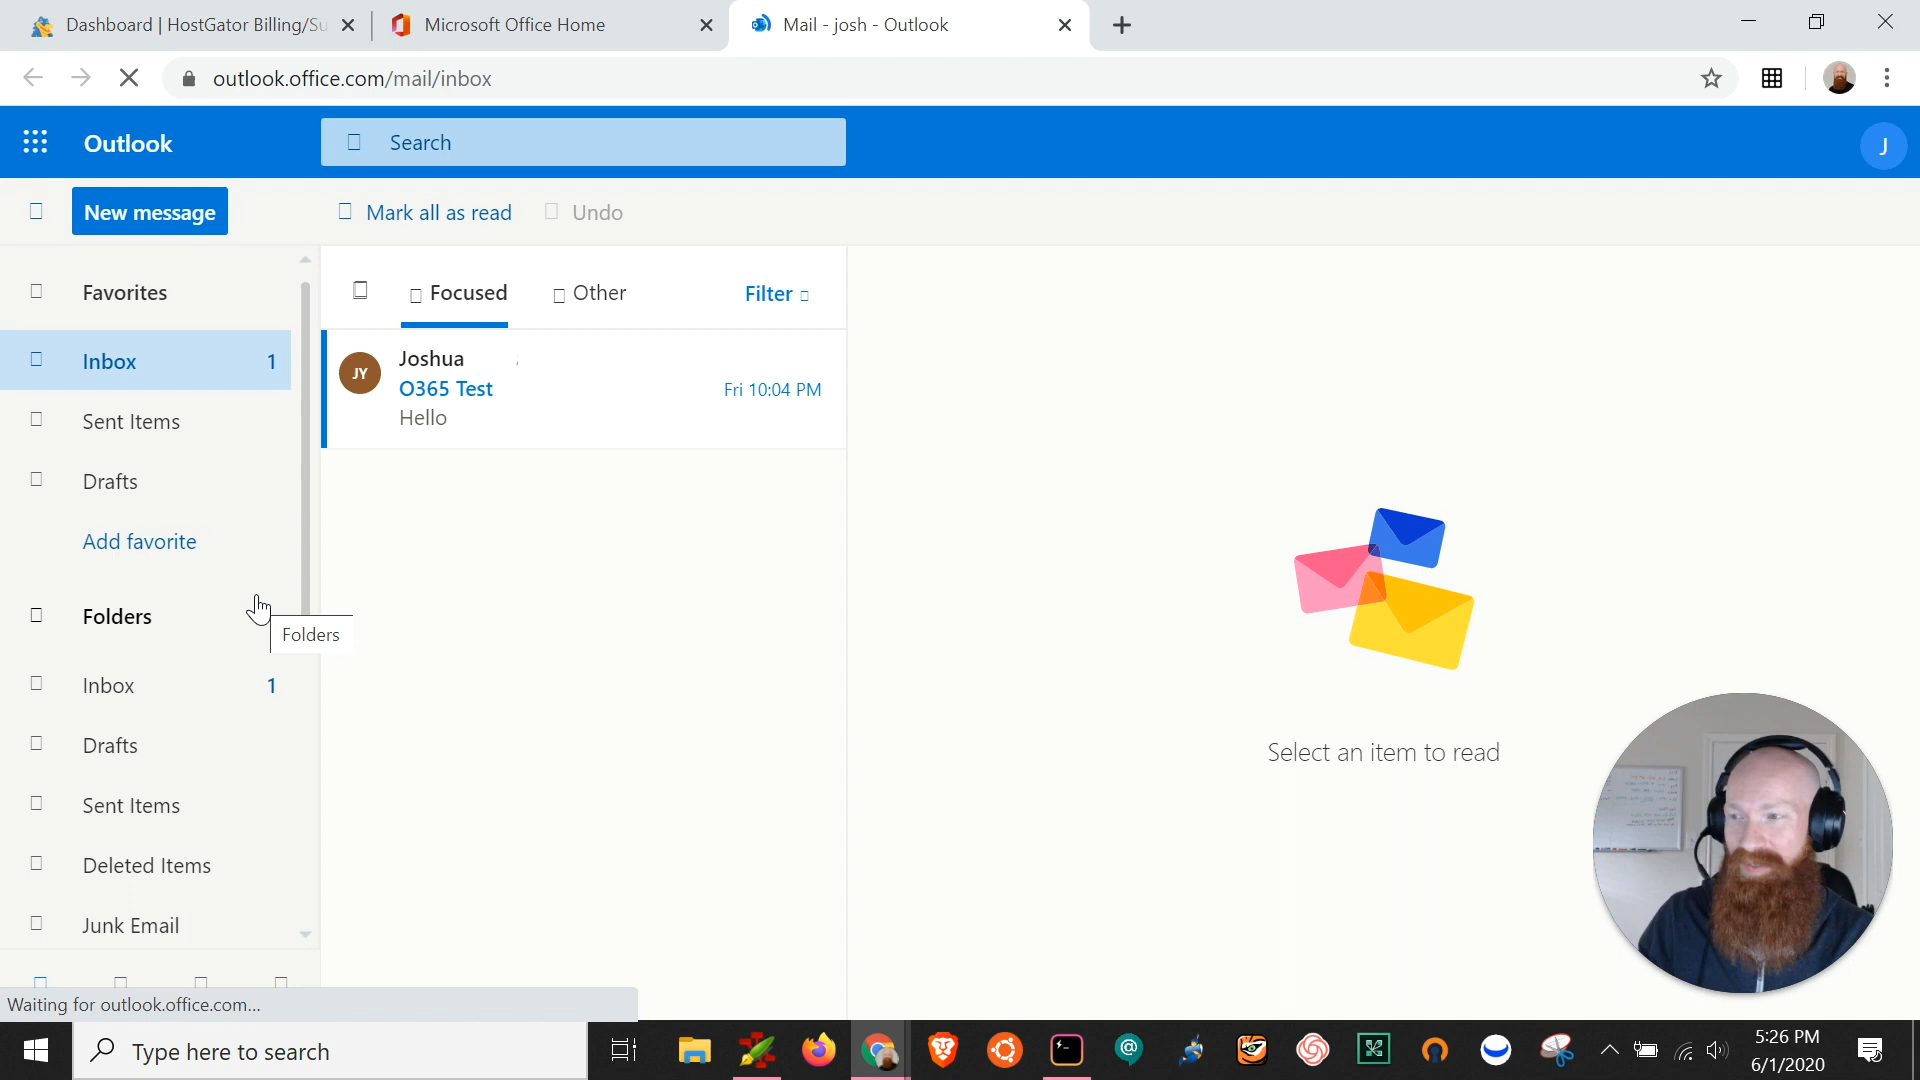 Dashboard | HostGator Billing/Su
Microsoft Office Home
Mail - josh - Outlook
outlook.office.com/mail/inbox
Outlook
Search
J
New message
Mark all as read
Undo
Favorites
Focused
Other
Filter
Inbox 1
Joshua
JY
O365 Test
Fri 10:04 PM
Hello
Sent Items
Drafts
Add favorite
Folders
Folders
Inbox 1
Drafts
Sent Items
Deleted Items
Junk Email
Select an item to read
Waiting for outlook.office.com...
Type here to search
5:26 PM
6/1/2020